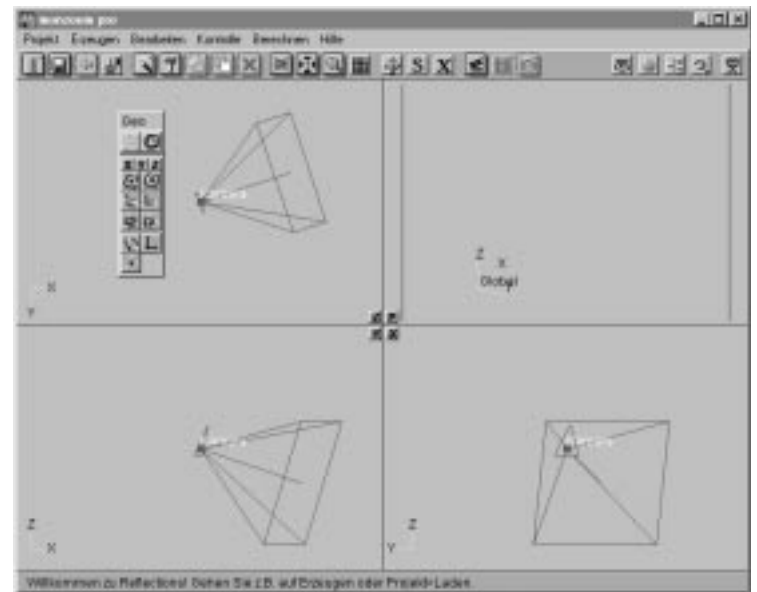 Projekt Erzeugen Bearbeiten Kontrolle Berechnen Hilfe
S X
Geo
X Y Z
Z
X
Global
Y
X
Y
Z
X
Z
Y
Willkommen zu Reflections! Gehen Sie z.B. auf Erzeugen oder Projekt-Laden.